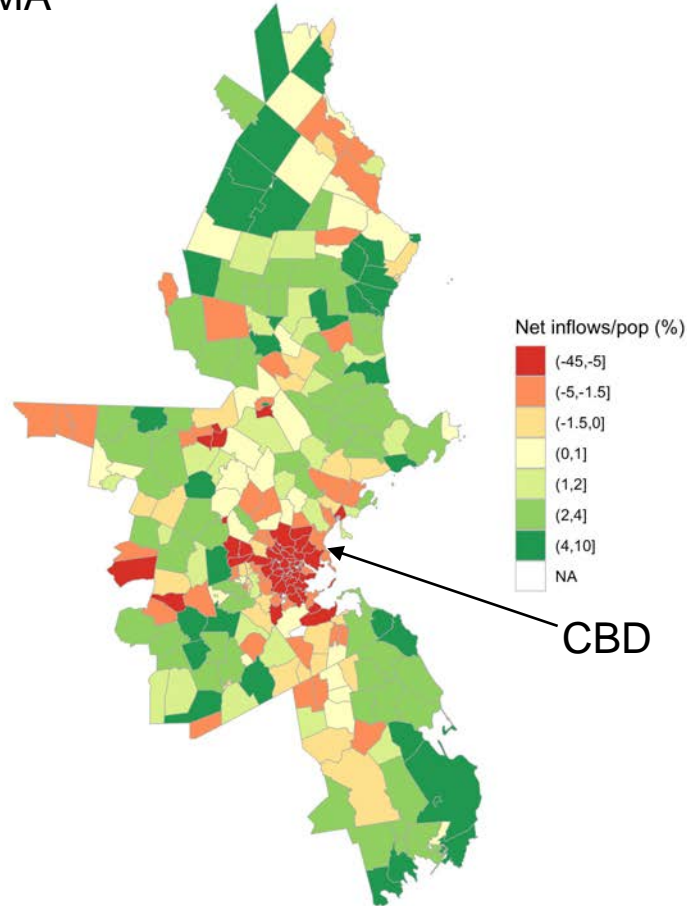 MA
Net inflows/pop (%)
(-45,-5]
(-5,-1.5]
(-1.5,0]
(0,1]
(1,2]
(2,4]
(4,10]
NA
CBD